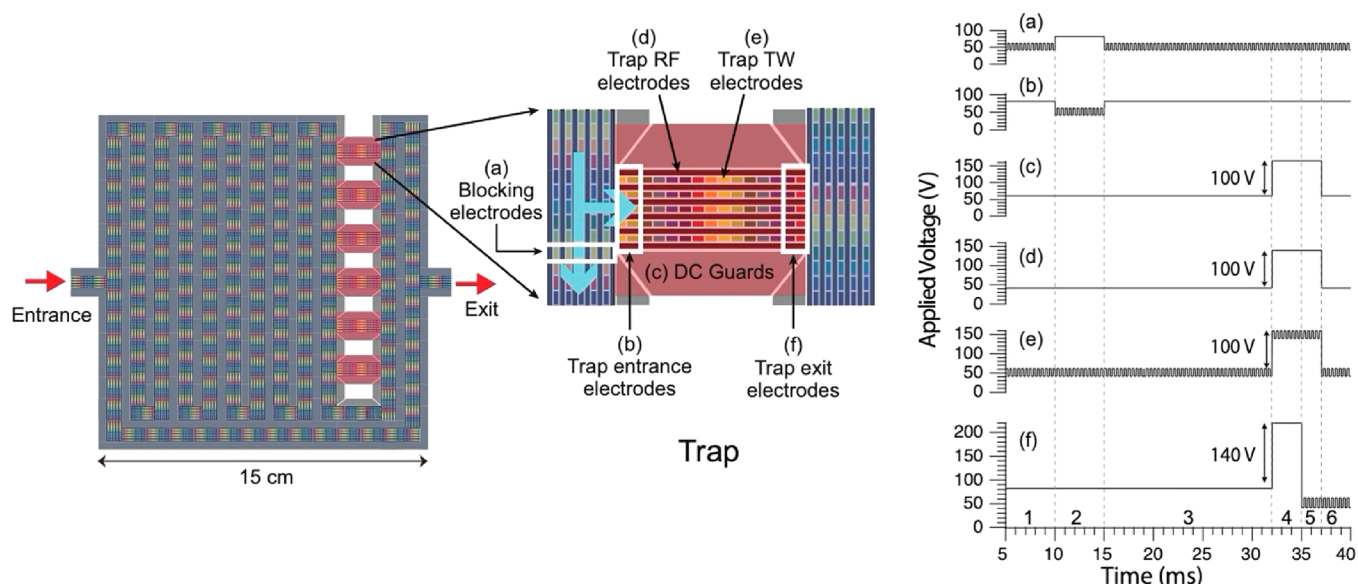 Entrance
Exit
15 cm
(a)
Blocking
electrodes
(d)
Trap RF
electrodes
(e)
Trap TW
electrodes
(c) DC Guards
(b)
Trap entrance
electrodes
(f)
Trap exit
electrodes
Trap
Applied Voltage (V)
(a)
100
50
0
(b)
100
50
0
(c)
150
100
50
0
100 V
(d)
150
100
50
0
100 V
(e)
150
100
50
0
100 V
(f)
200
150
100
50
0
140 V
1 2 3 4 5 6
5 10 15 20 25 30 35 40
Time (ms)